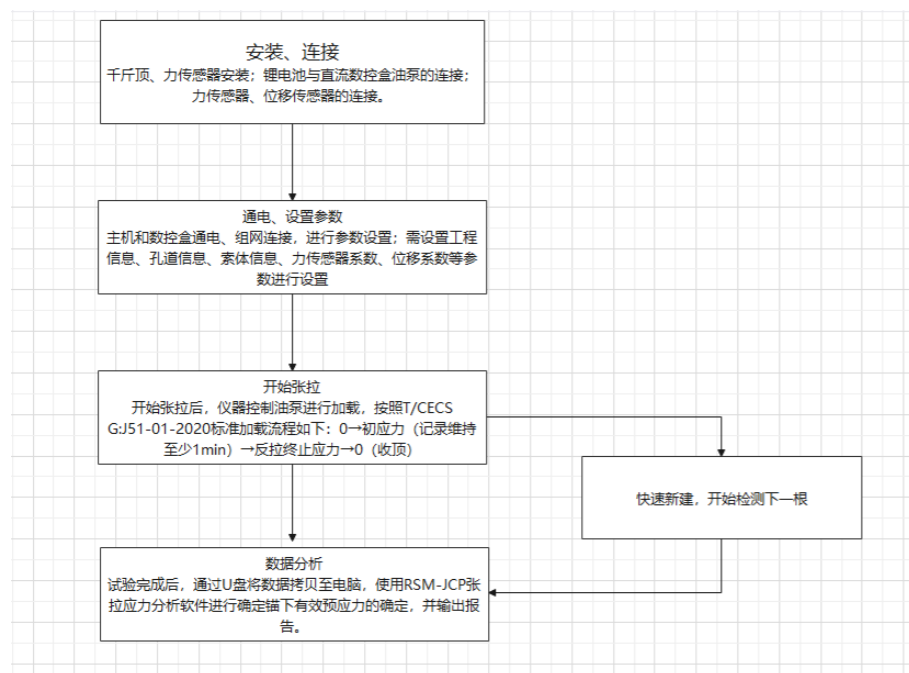 安装、连接
千斤顶、力传感器安装；锂电池与直流数控盒油泵的连接；
力传感器、位移传感器的连接。
通电、设置参数
主机和数控盒通电、组网连接，进行参数设置；需设置工程
信息、孔道信息、索体信息、力传感器系数、位移系数等参
数进行设置
开始张拉
开始张拉后，仪器控制油泵进行加载，按照T/CECS
G:J51-01-2020标准加载流程如下：0→初应力（记录维持
至少1min）→反拉终止应力→0（收顶）
快速新建，开始检测下一根
数据分析
试验完成后，通过U盘将数据拷贝至电脑，使用RSM-JCP张
拉应力分析软件进行确定锚下有效预应力的确定，并输出报
告。